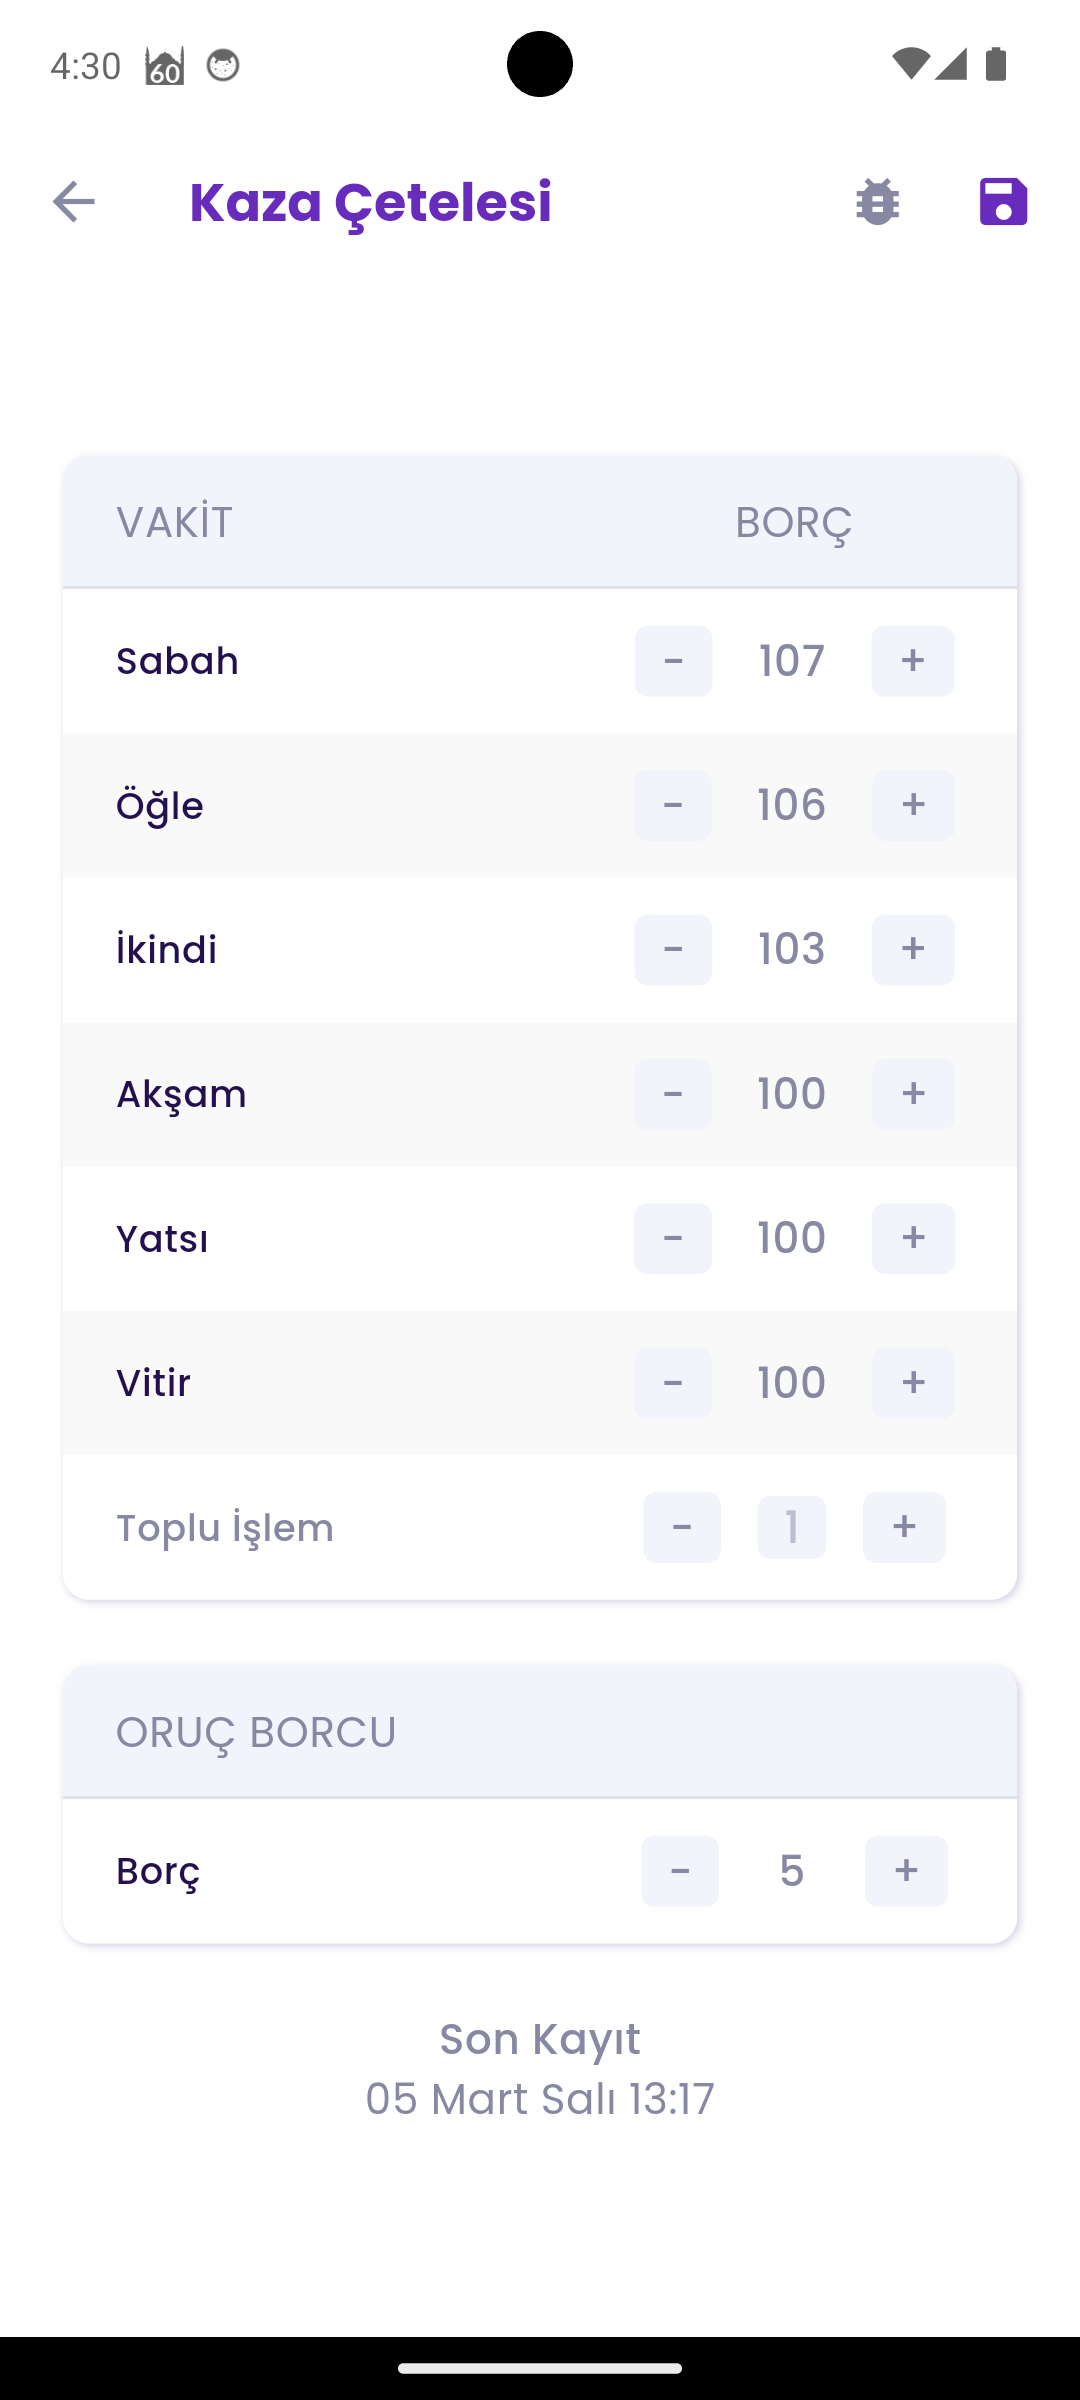 4:30 60
Kaza Çetelesi
VAKİT BORÇ
Sabah - 107 +
Öğle - 106 +
İkindi - 103 +
Akşam - 100 +
Yatsı - 100 +
Vitir - 100 +
Toplu İşlem - 1 +
ORUÇ BORCU
Borç - 5 +
Son Kayıt
05 Mart Salı 13:17